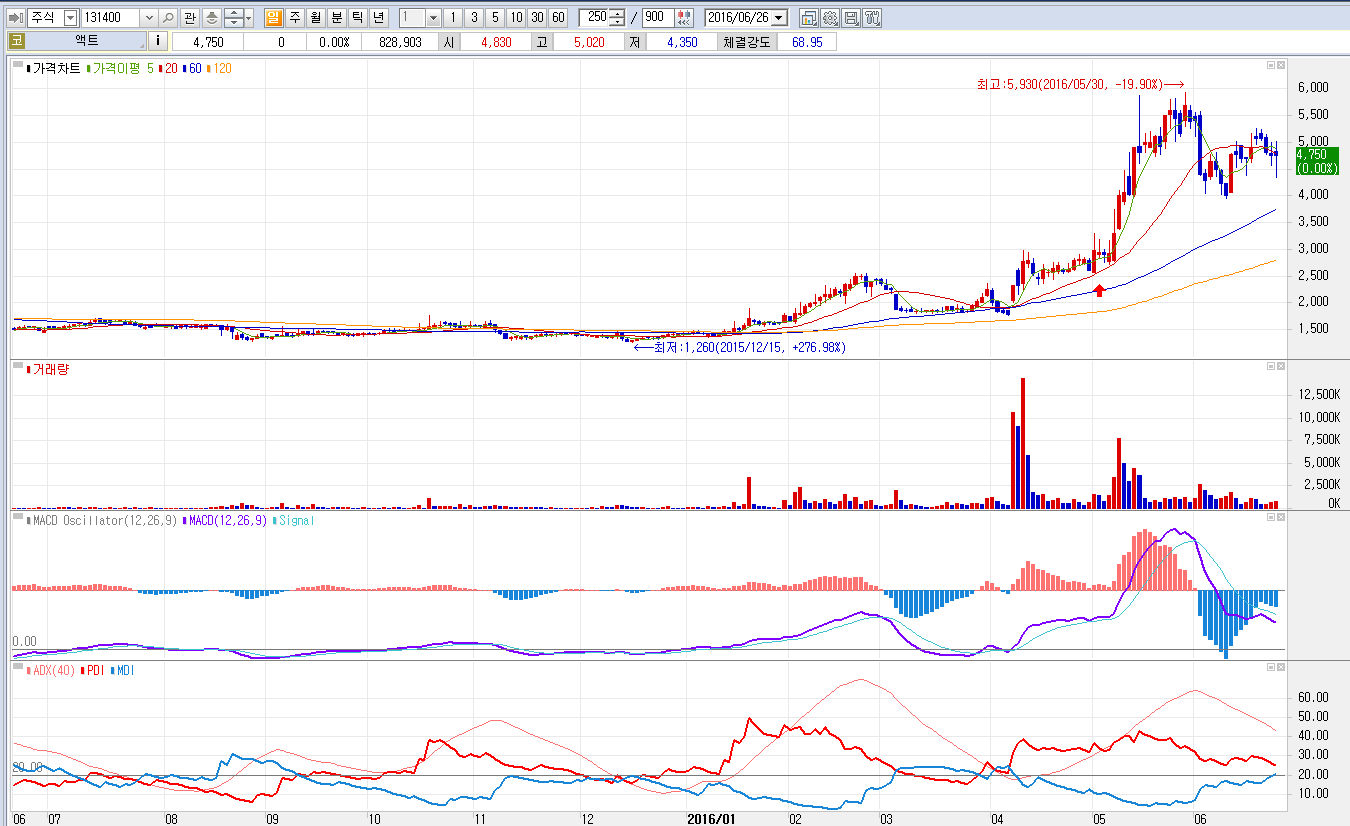 주식 131400 관 일 주 월 분 틱 년 1 1 3 5 10 30 60 250 / 900 2016/06/26
코 액트 i 4,750 0 0.00% 828,903 시 4,830 고 5,020 저 4,350 체결강도 68.95
가격차트 가격이평 5 20 60 120
최고:5,930(2016/05/30, -19.90%)
6,000
5,500
5,000
4,750
(0.00%)
4,000
3,500
3,000
2,500
2,000
1,500
최저:1,260(2015/12/15, +276.98%)
거래량
12,500K
10,000K
7,500K
5,000K
2,500K
0K
MACD Oscillator(12,26,9) MACD(12,26,9) Signal
0.00
ADX(40) PDI MDI
60.00
50.00
40.00
30.00
20.00
20.00
10.00
06 07 08 09 10 11 12 2016/01 02 03 04 05 06